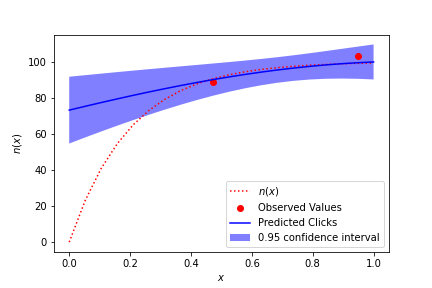 100
80
60
40
20
0
n(x)
0.0 0.2 0.4 0.6 0.8 1.0
x
n(x)
Observed Values
Predicted Clicks
0.95 confidence interval